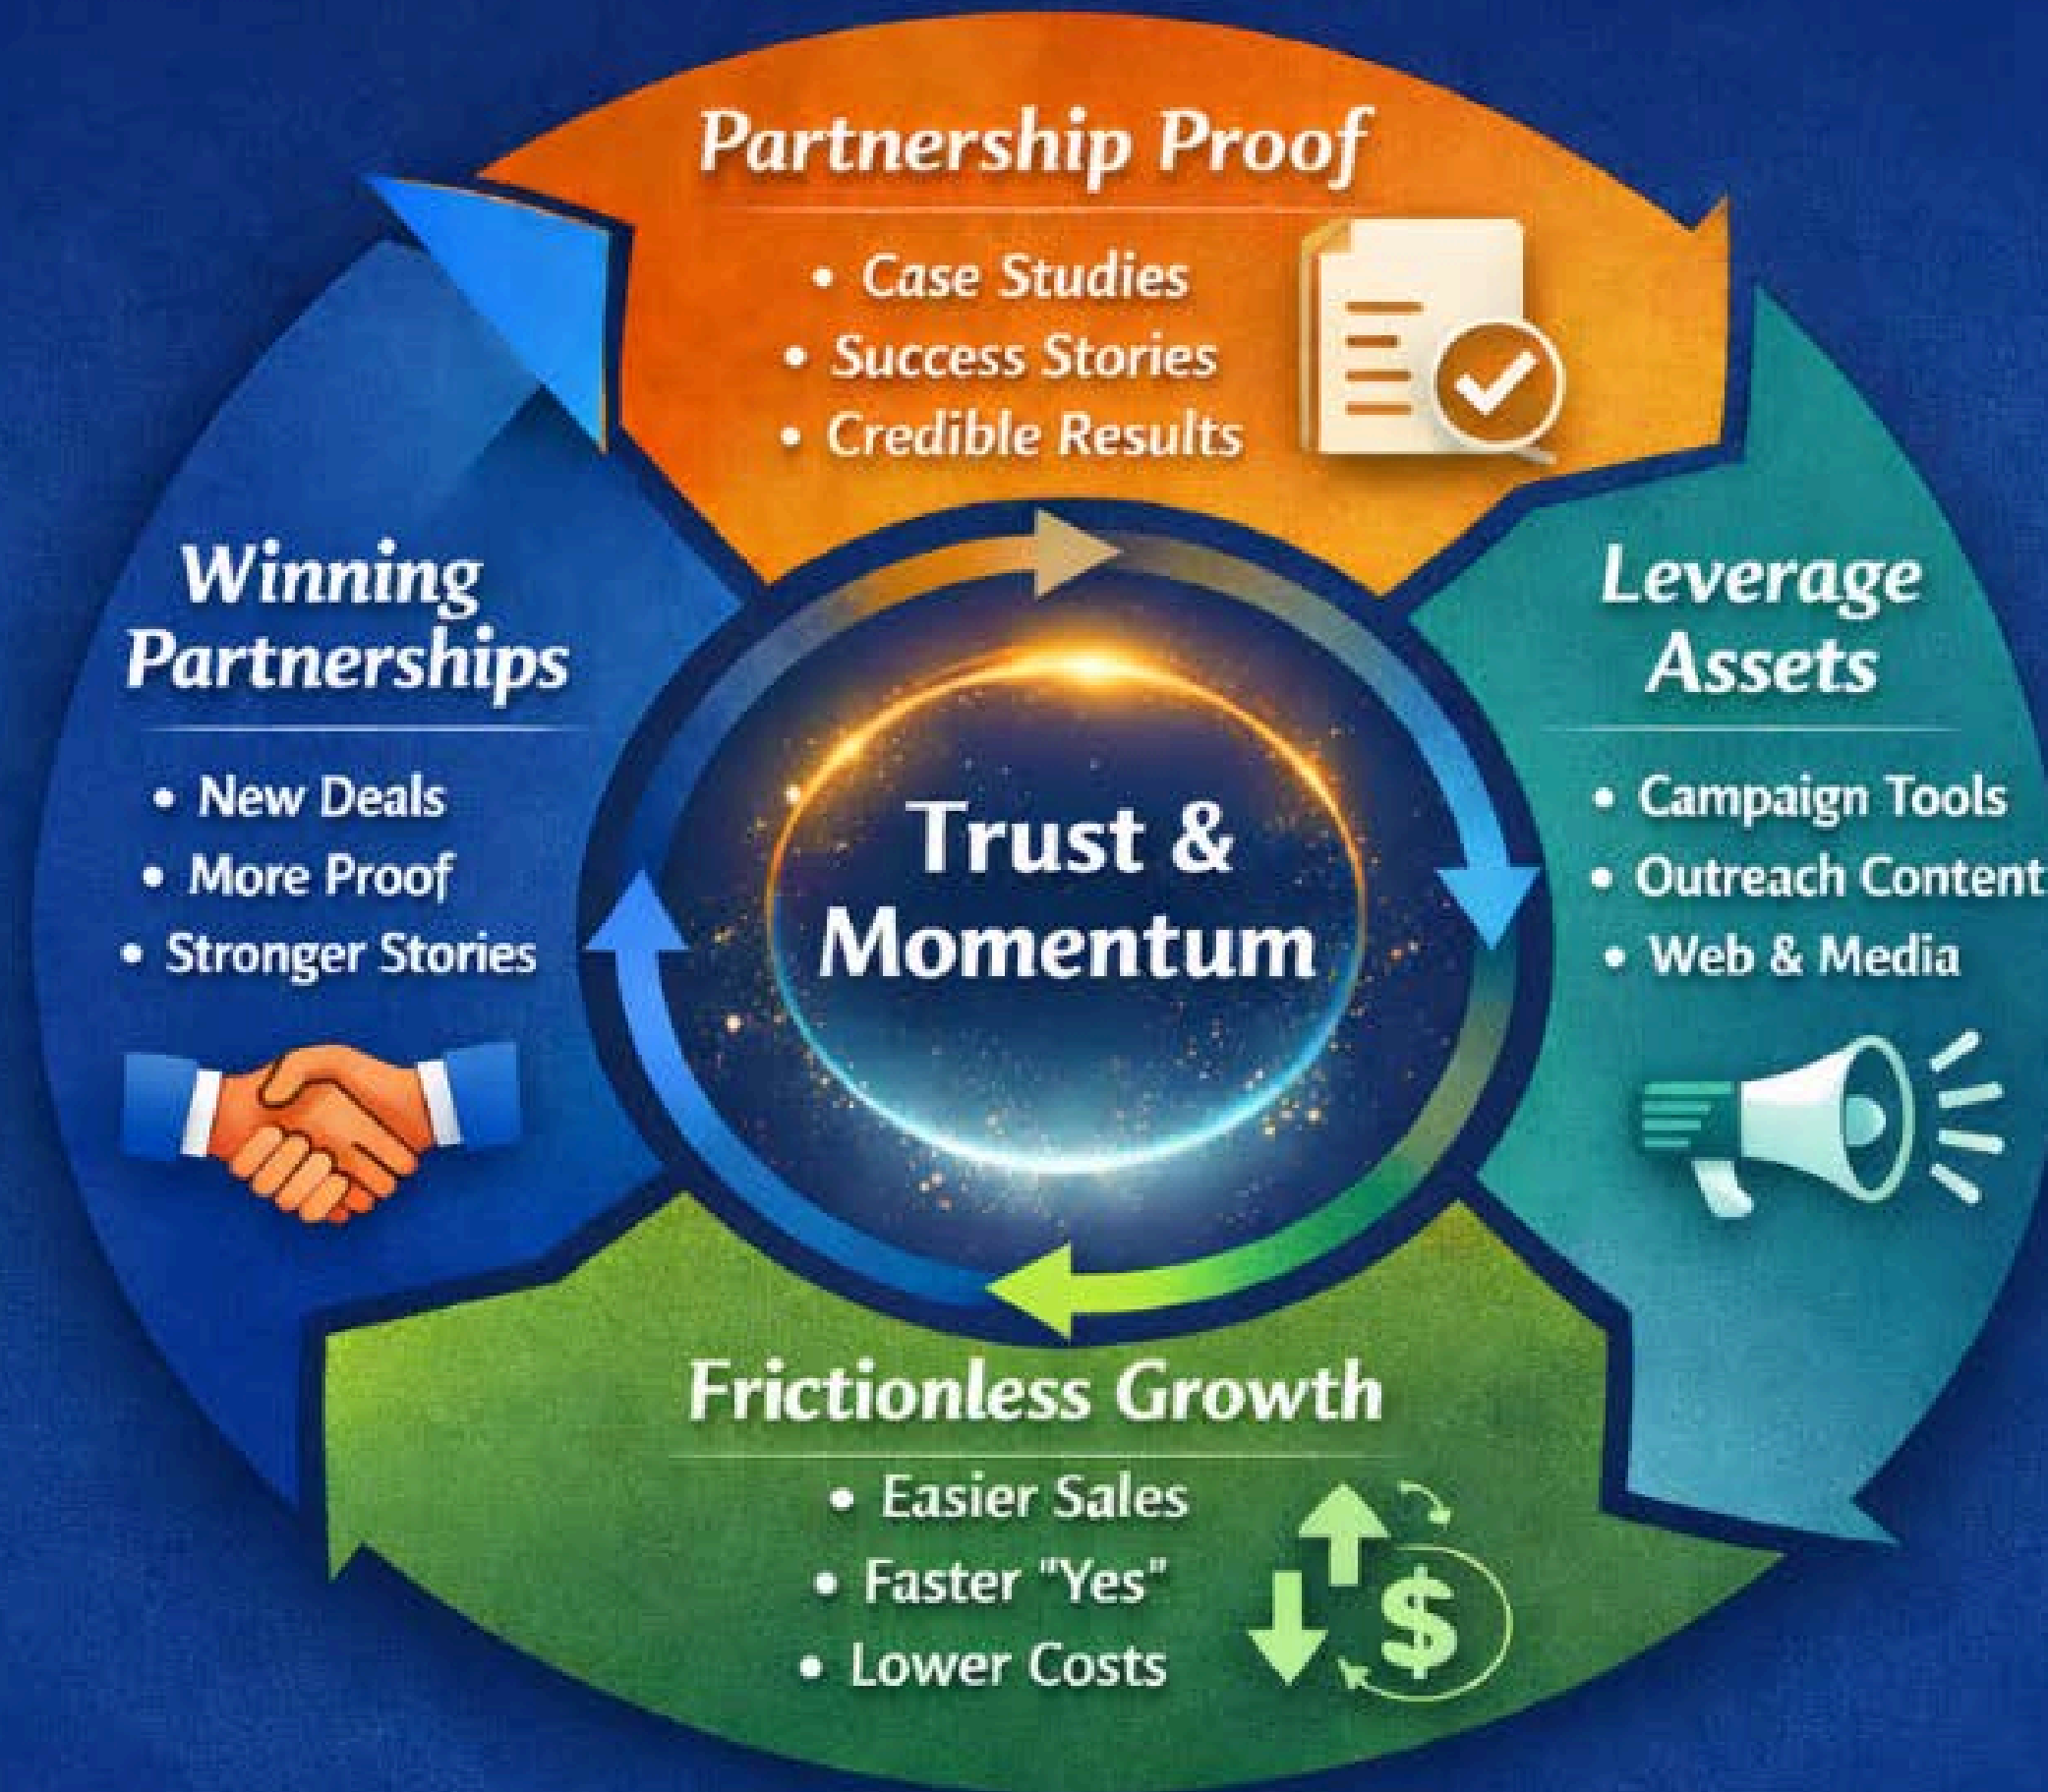 Partnership Proof
• Case Studies
• Success Stories
• Credible Results
Leverage
Assets
• Campaign Tools
• Outreach Content
• Web & Media
Frictionless Growth
• Easier Sales
• Faster "Yes"
• Lower Costs
$
Winning
Partnerships
• New Deals
• More Proof
• Stronger Stories
Trust &
Momentum